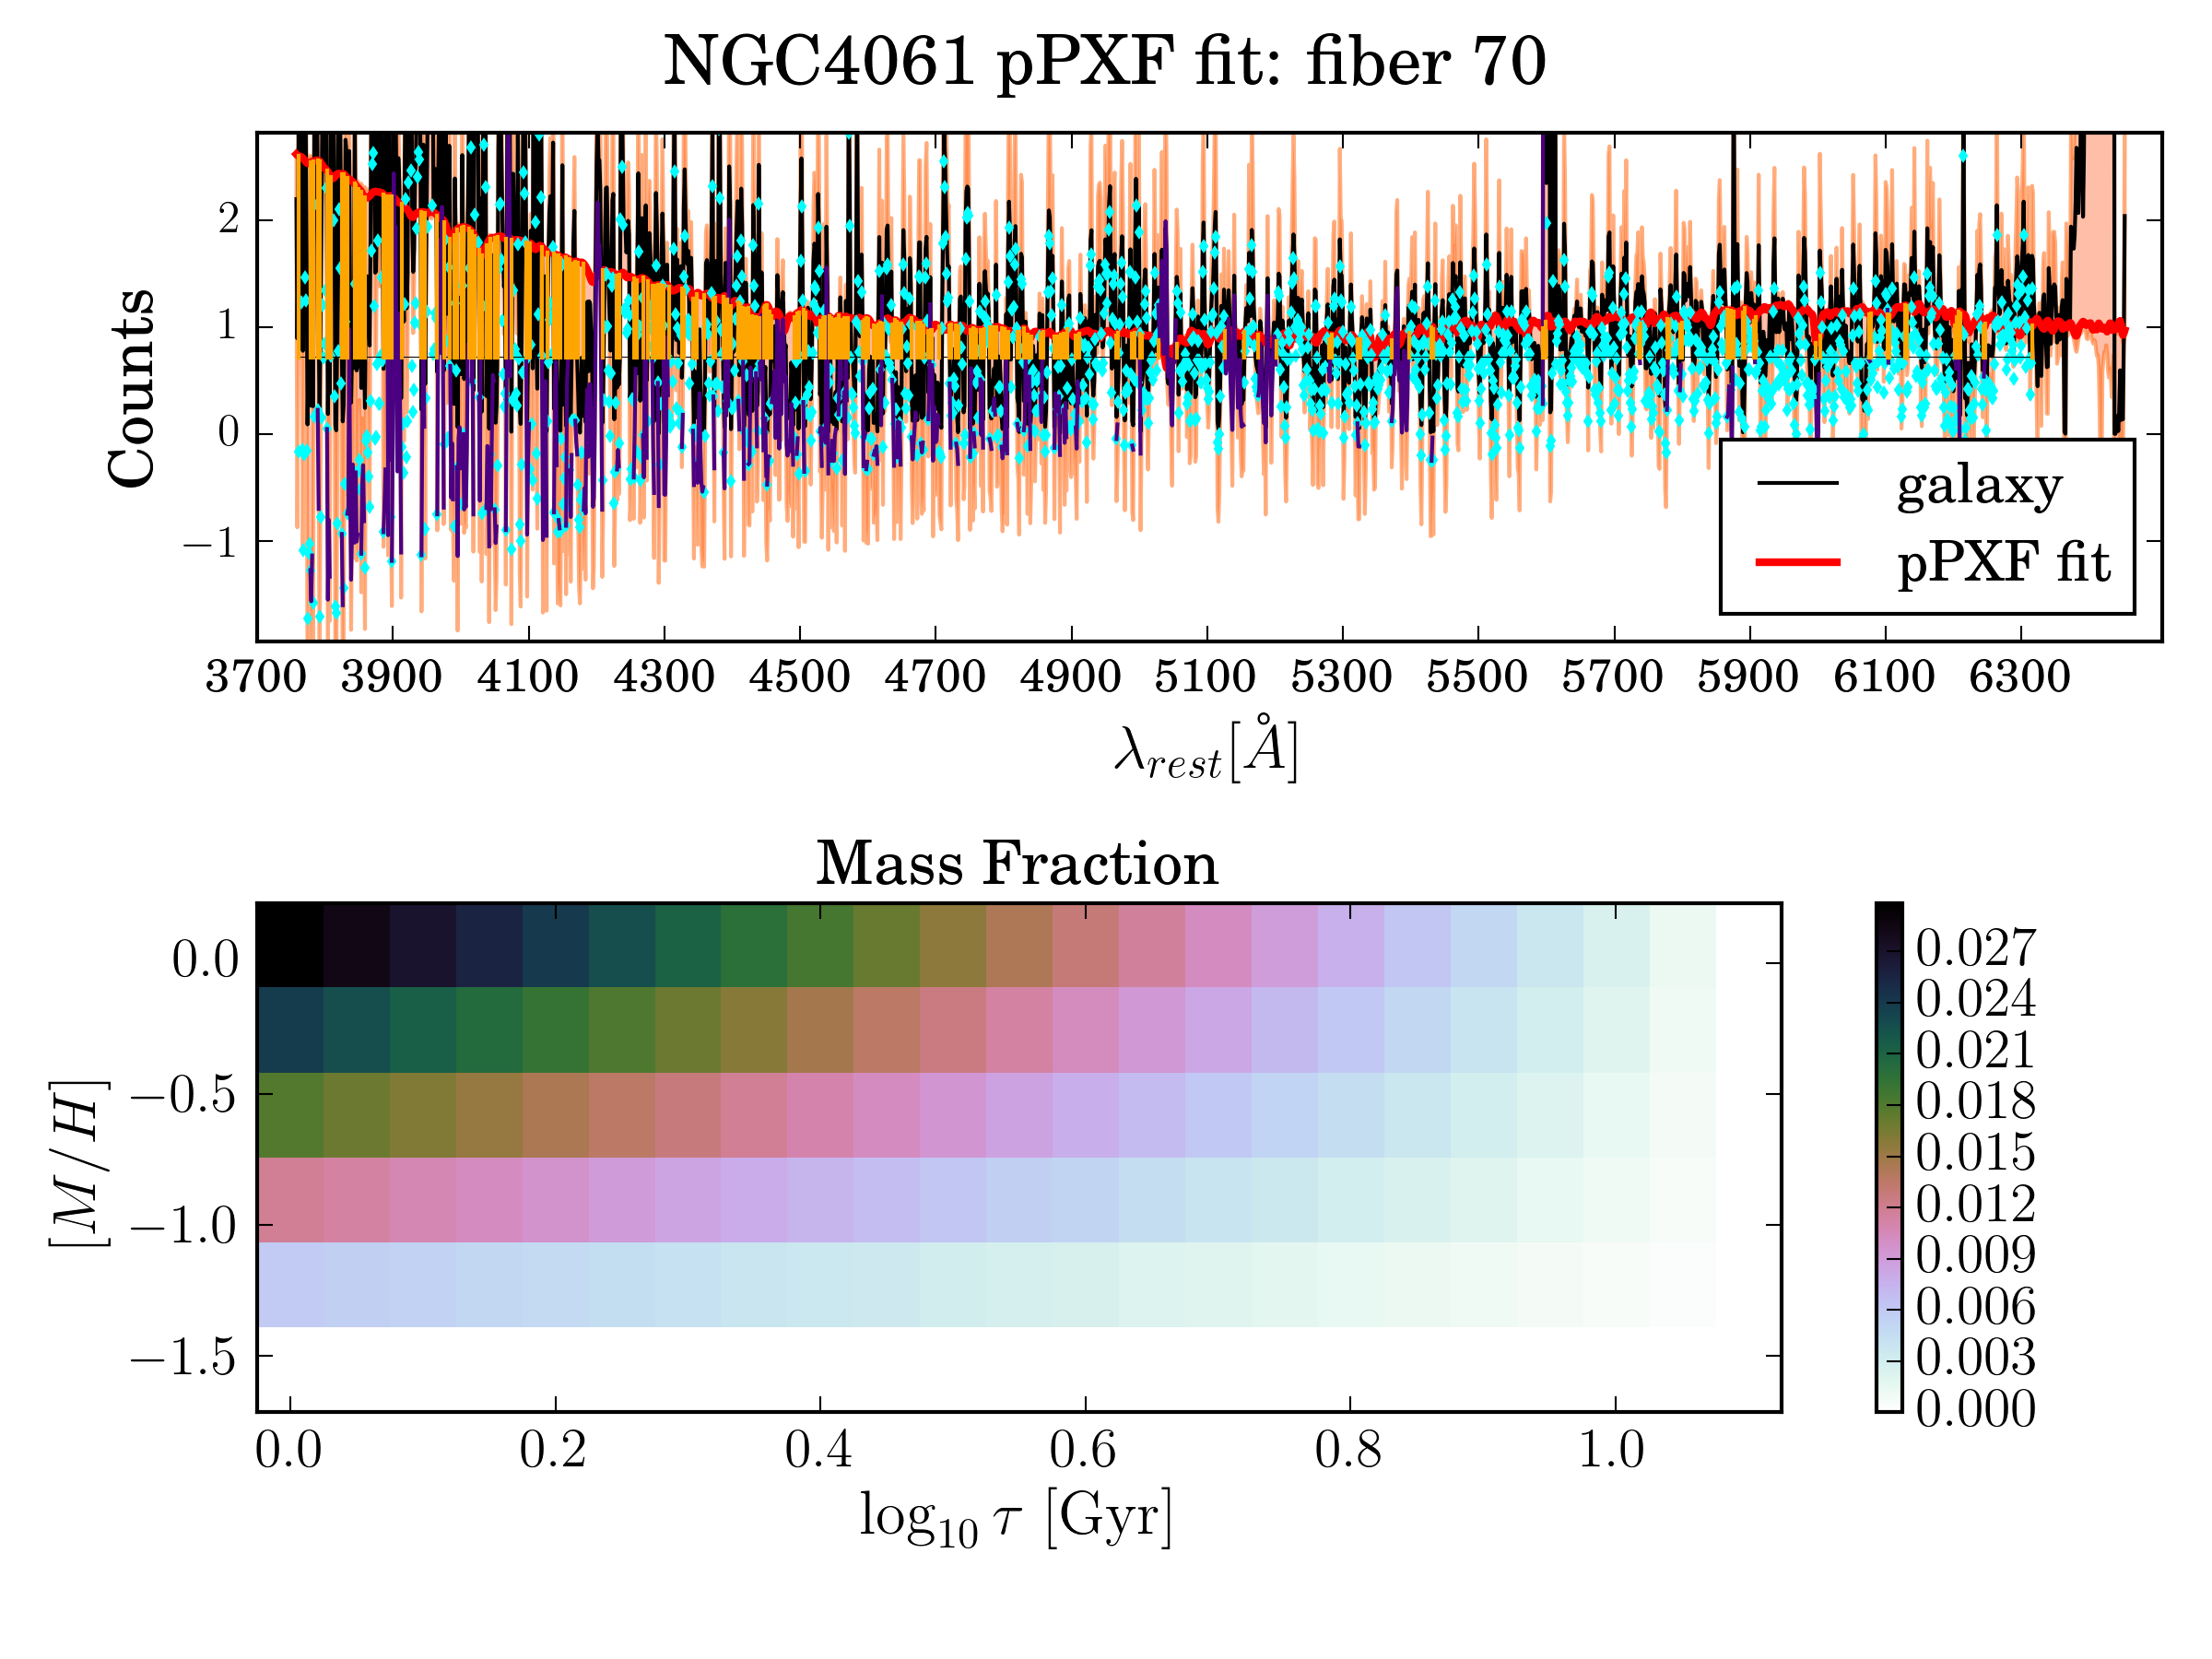 NGC4061 pPXF fit: fiber 70
Counts
2
1
0
−1
galaxy
pPXF fit
3700 3900 4100 4300 4500 4700 4900 5100 5300 5500 5700 5900 6100 6300
λrest[Å]
Mass Fraction
[M/H]
0.0
−0.5
−1.0
−1.5
0.0 0.2 0.4 0.6 0.8 1.0
log10 τ [Gyr]
0.027
0.024
0.021
0.018
0.015
0.012
0.009
0.006
0.003
0.000